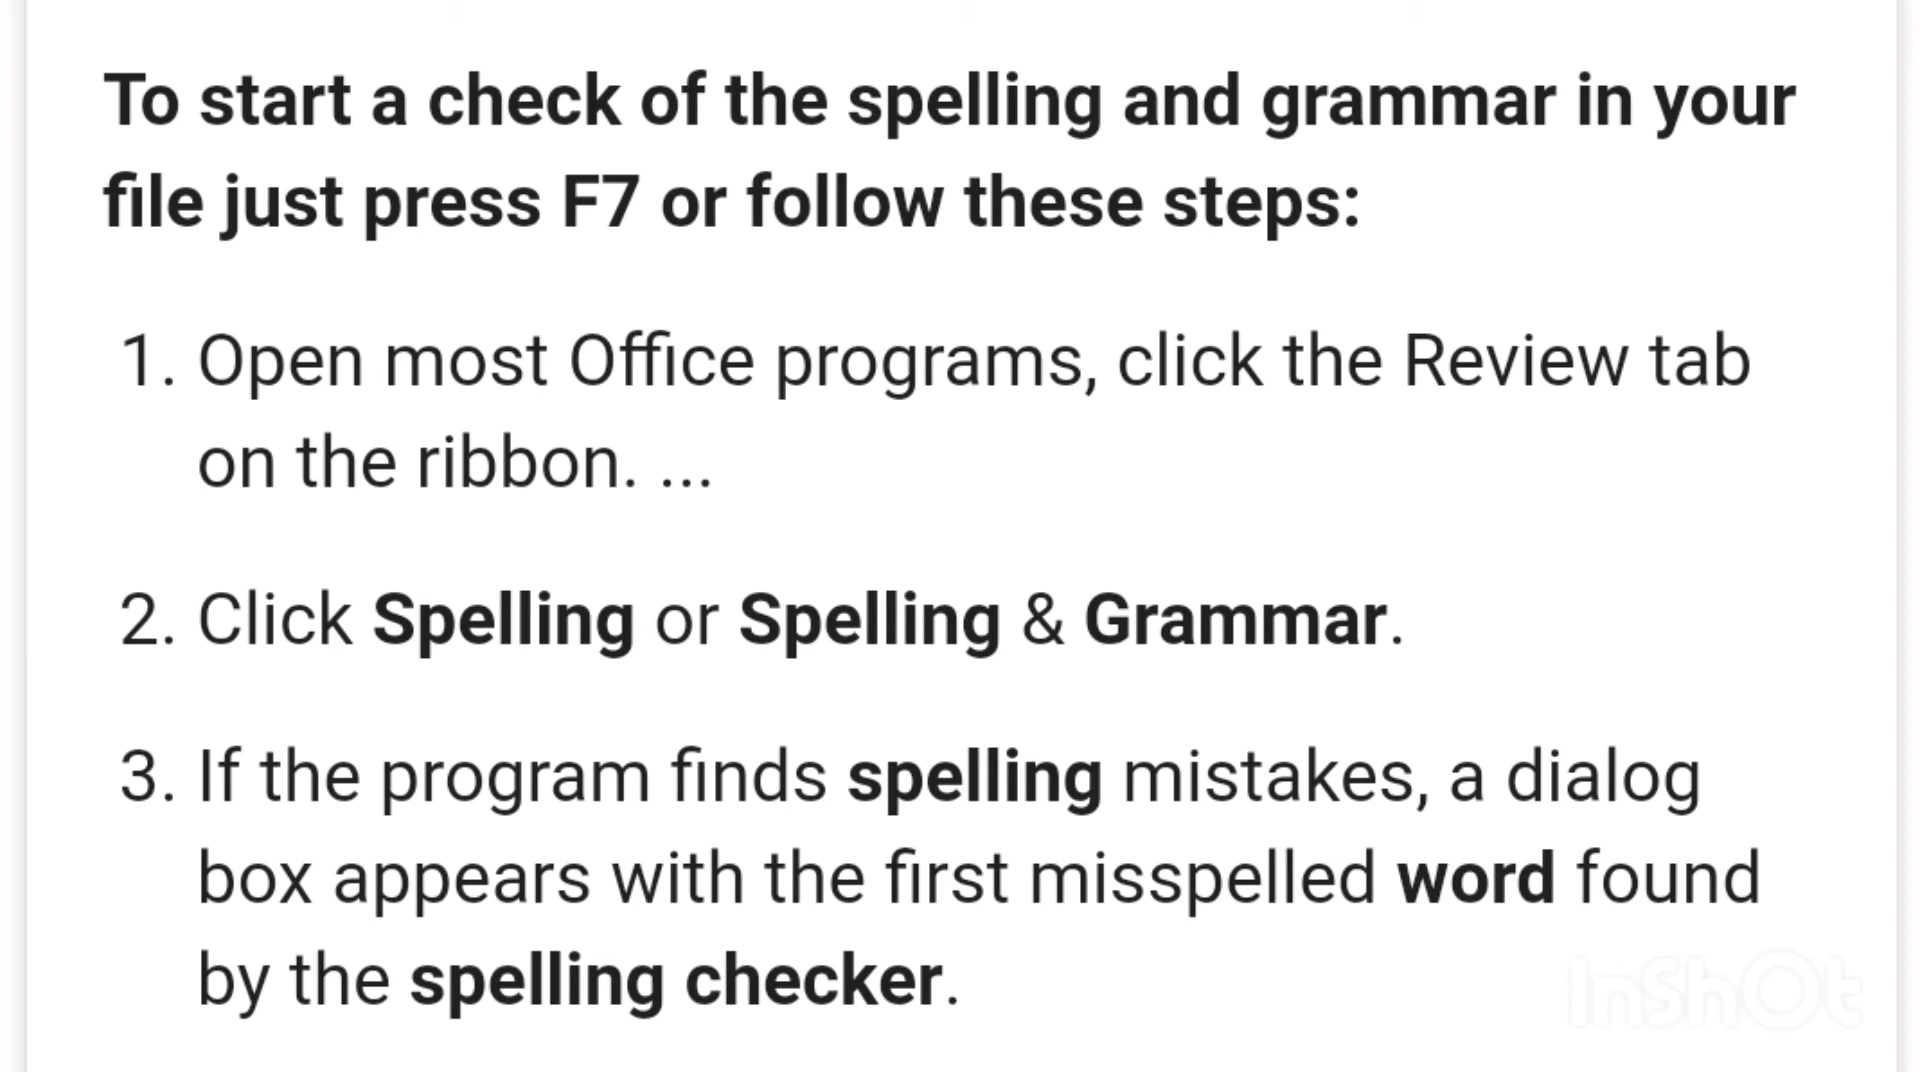 To start a check of the spelling and grammar in your
file just press F7 or follow these steps:
1. Open most Office programs, click the Review tab
on the ribbon. ...
2. Click Spelling or Spelling & Grammar.
3. If the program finds spelling mistakes, a dialog
box appears with the first misspelled word found
by the spelling checker.
InShOt